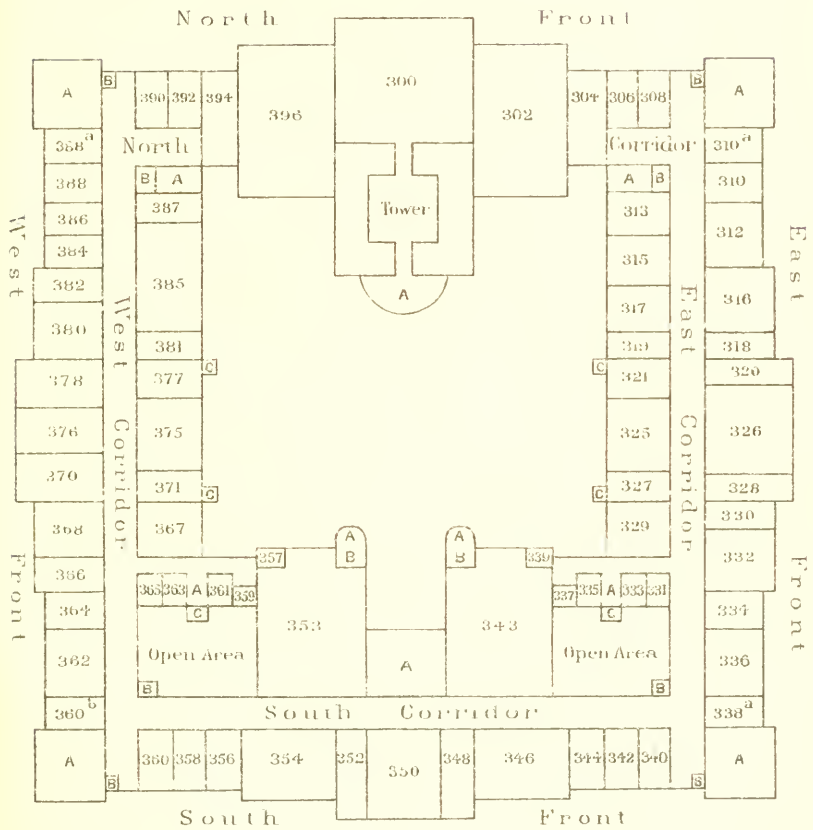 North Front
A B 390 392 394 396 300 302 304 306 308 B A
388a North Corridor 310a
B A A B
388 387 313 310
Tower
386 312
384 385 315
382 316
A
380 317
381 319 318
378 377 C C 321 320
376 375 325 326
370 371 C C 327 328
368 367 329 330
A A
B B
357 339 332
366
365 363 A 361 359 337 335 A 333 331
364 C C 334
353 343
362 Open Area A Open Area 336
B B
360b South Corridor 338a
A 360 358 356 354 352 350 348 346 344 342 340 A
B B
South Front
West Front
West Corridor
East Corridor
East Front